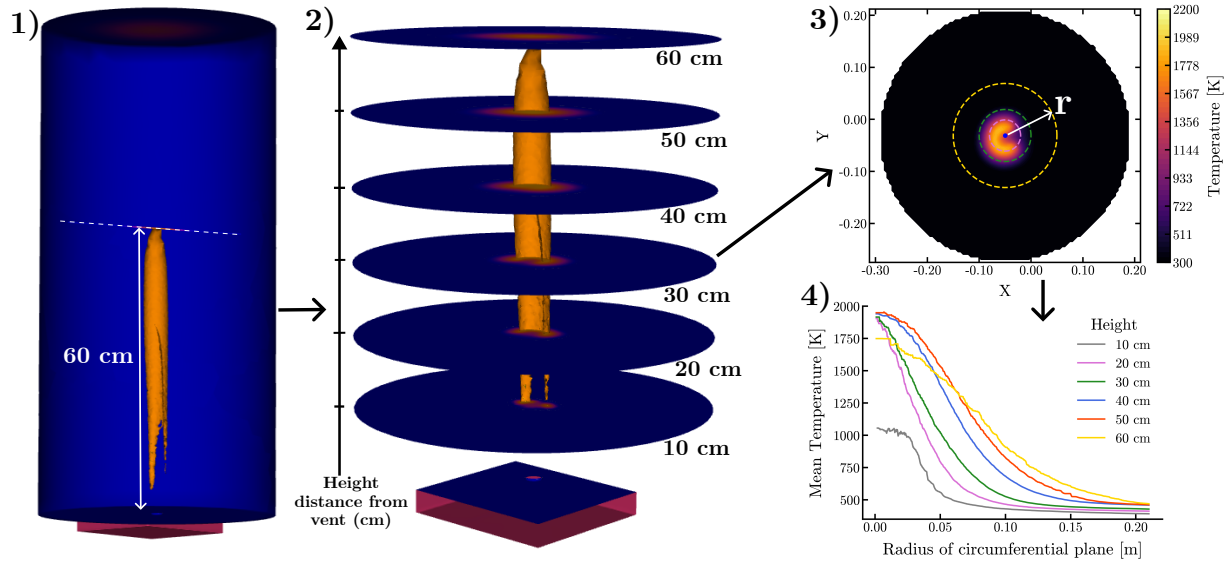 1)
60 cm
2)
60 cm
50 cm
40 cm
30 cm
20 cm
10 cm
Height
distance from
vent (cm)
3)
0.20
0.10
0.00
-0.10
-0.20
Y
r
-0.30
-0.20
-0.10
0.00
0.10
0.20
X
2200
1989
1778
1567
1356
1144
933
722
511
300
Temperature [K]
4)
2000
1750
1500
1250
1000
750
500
Mean Temperature [K]
Height
10 cm
20 cm
30 cm
40 cm
50 cm
60 cm
0.00
0.05
0.10
0.15
0.20
Radius of circumferential plane [m]